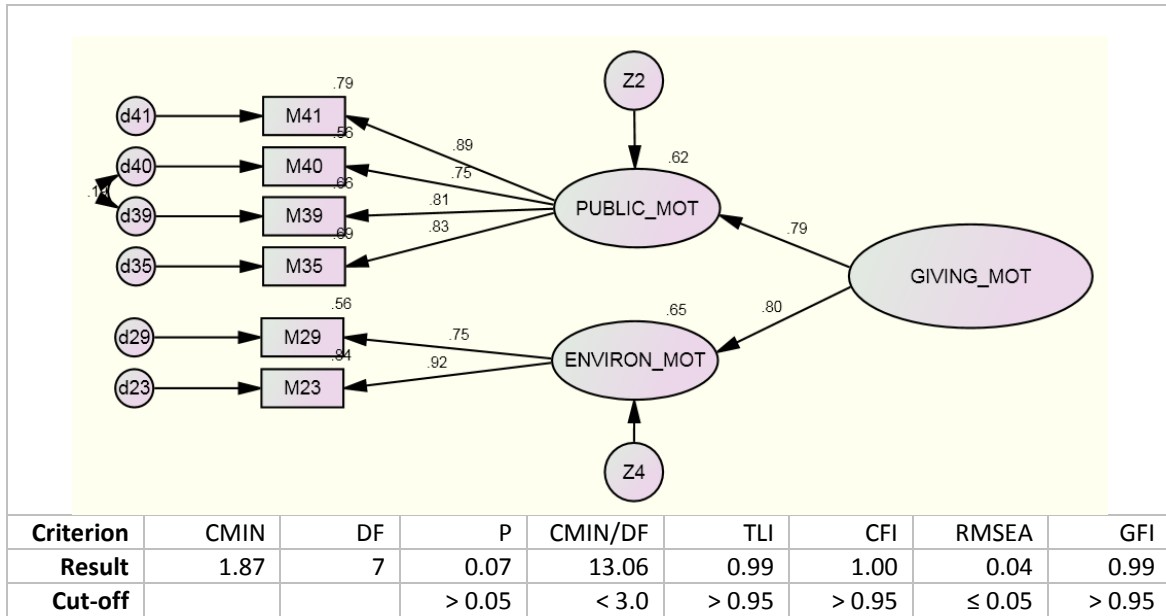 Z2
.79
d41
M41
.62
.56
.89
d40
M40
.75
.66
PUBLIC_MOT
.81
d39
M39
.79
.83
.69
d35
M35
GIVING_MOT
.56
.65
.80
d29
M29
.75
ENVIRON_MOT
.84
.92
d23
M23
Z4
Criterion CMIN DF P CMIN/DF TLI CFI RMSEA GFI
Result 1.87 7 0.07 13.06 0.99 1.00 0.04 0.99
Cut-off > 0.05 < 3.0 > 0.95 > 0.95 ≤ 0.05 > 0.95